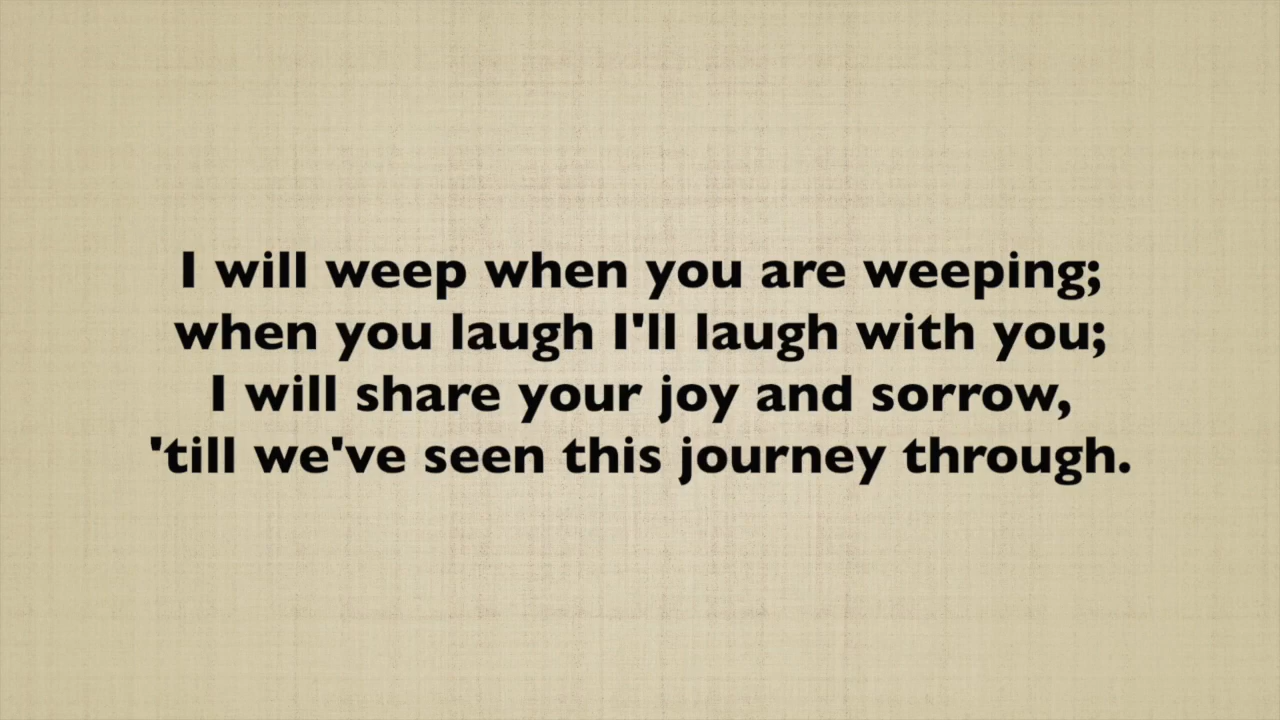 I will weep when you are weeping;
when you laugh I'll laugh with you;
I will share your joy and sorrow,
'till we've seen this journey through.